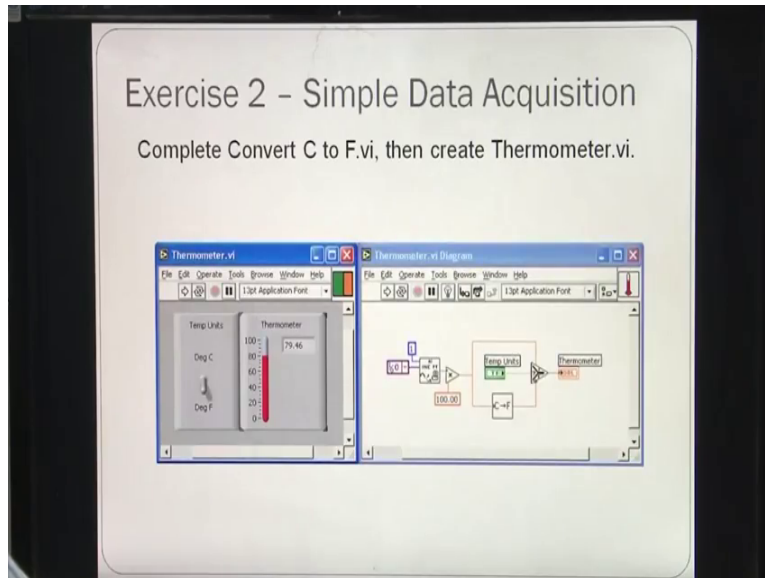 Exercise 2 – Simple Data Acquisition
Complete Convert C to F.vi, then create Thermometer.vi.
Thermometer.vi
File Edit Operate Tools Browse Window Help
13pt Application Font
Temp Units
Deg C
Deg F
Thermometer
79.46
100
80
60
40
20
0
Thermometer.vi Diagram
File Edit Operate Tools Browse Window Help
13pt Application Font
1
100.00
Temp Units
TF
C→F
Thermometer